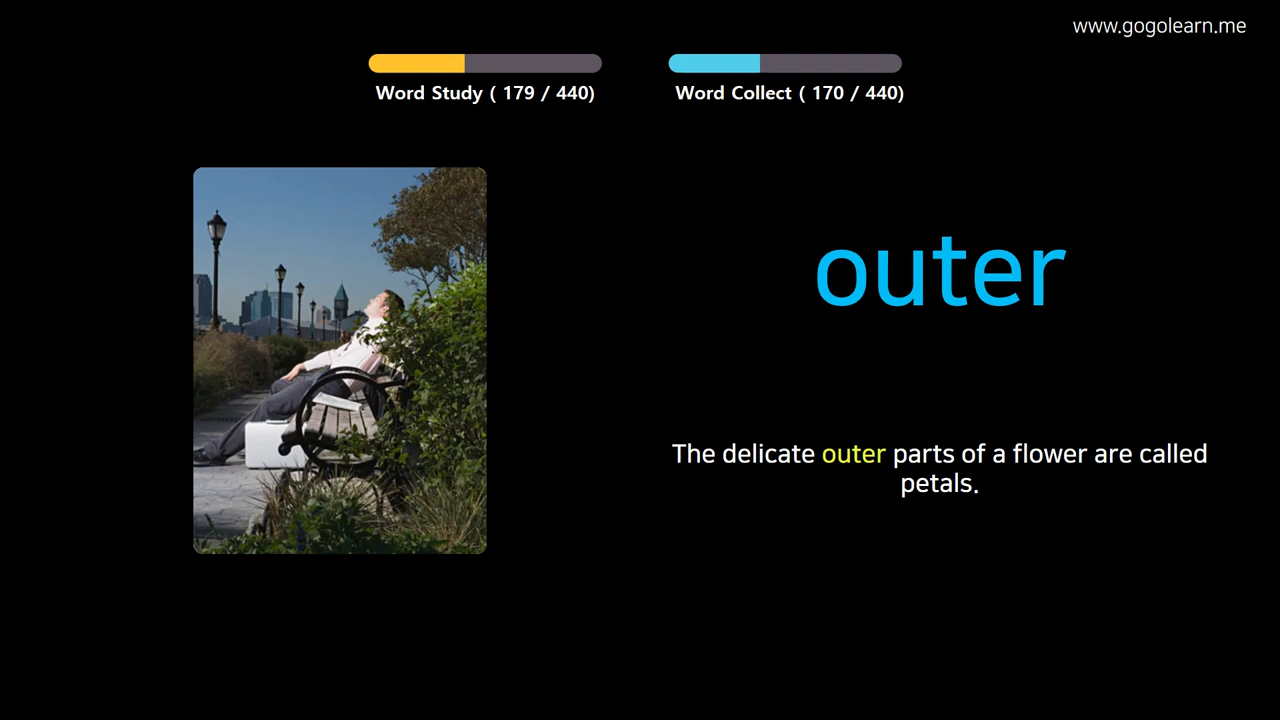 www.gogolearn.me
Word Study ( 179 / 440)
Word Collect ( 170 / 440)
outer
The delicate outer parts of a flower are called
petals.